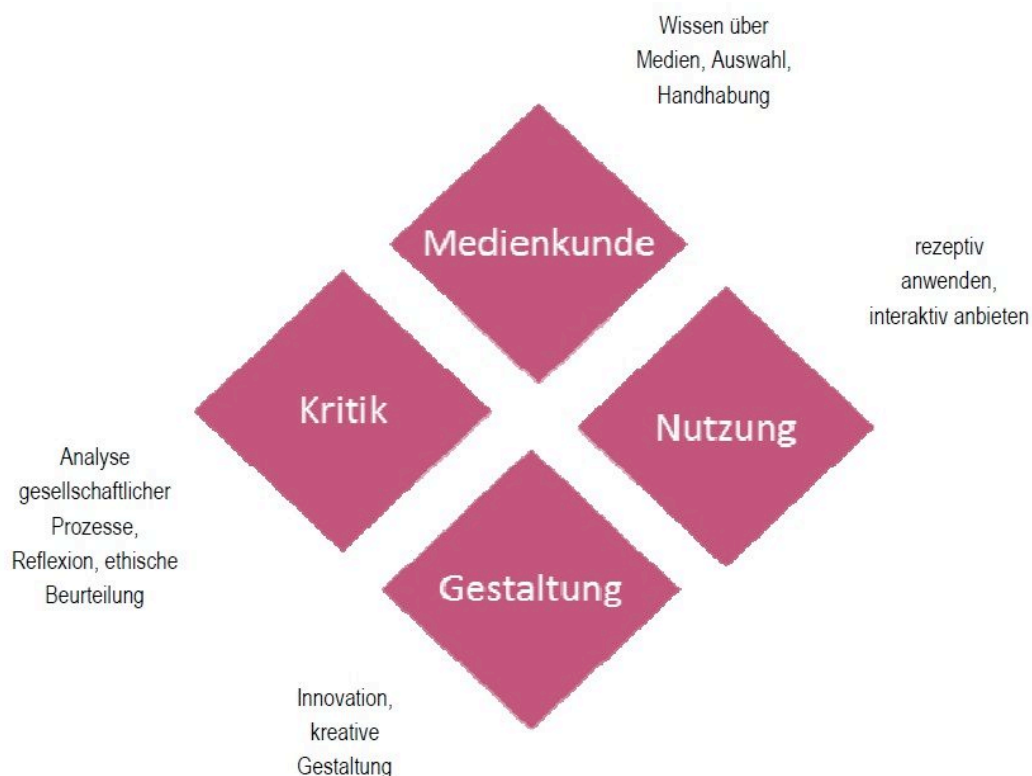 Wissen über
Medien, Auswahl,
Handhabung
Medienkunde
rezeptiv
anwenden,
interaktiv anbieten
Kritik
Nutzung
Analyse
gesellschaftlicher
Prozesse,
Reflexion, ethische
Beurteilung
Gestaltung
Innovation,
kreative
Gestaltung